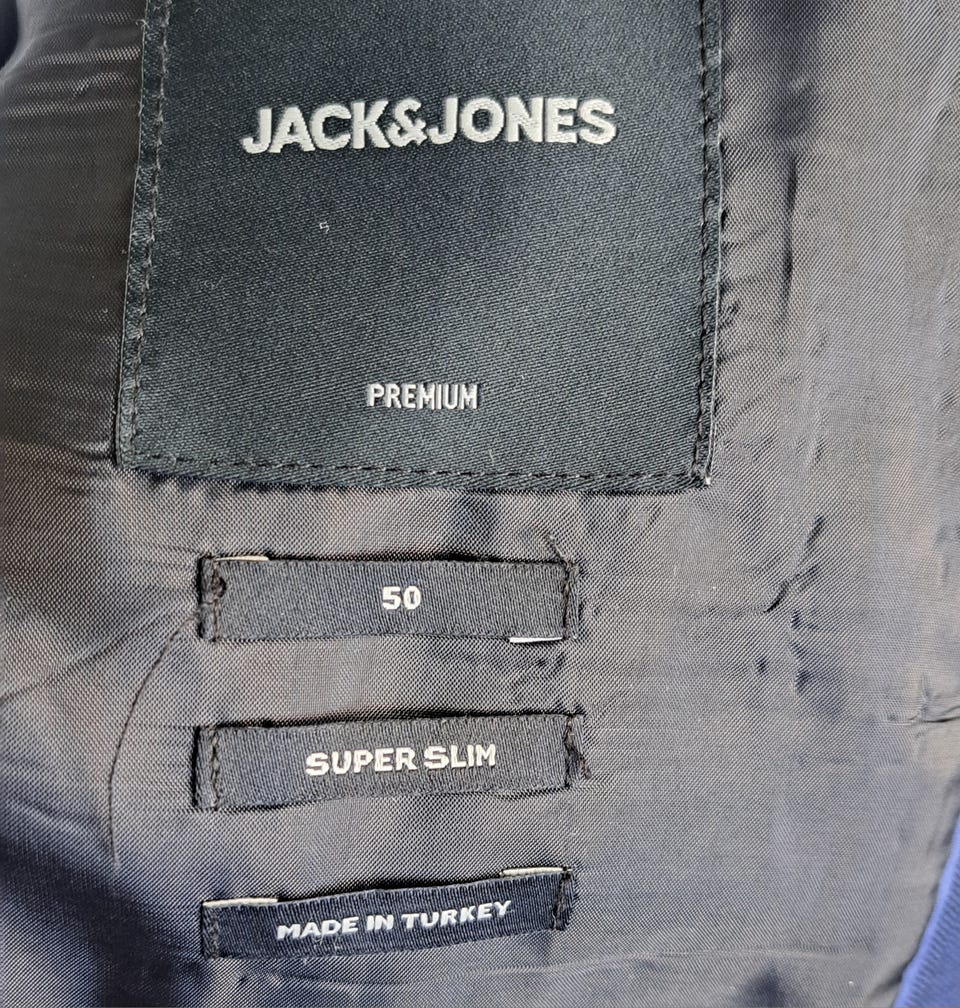 JACK&JONES
PREMIUM
50
SUPER SLIM
MADE IN TURKEY